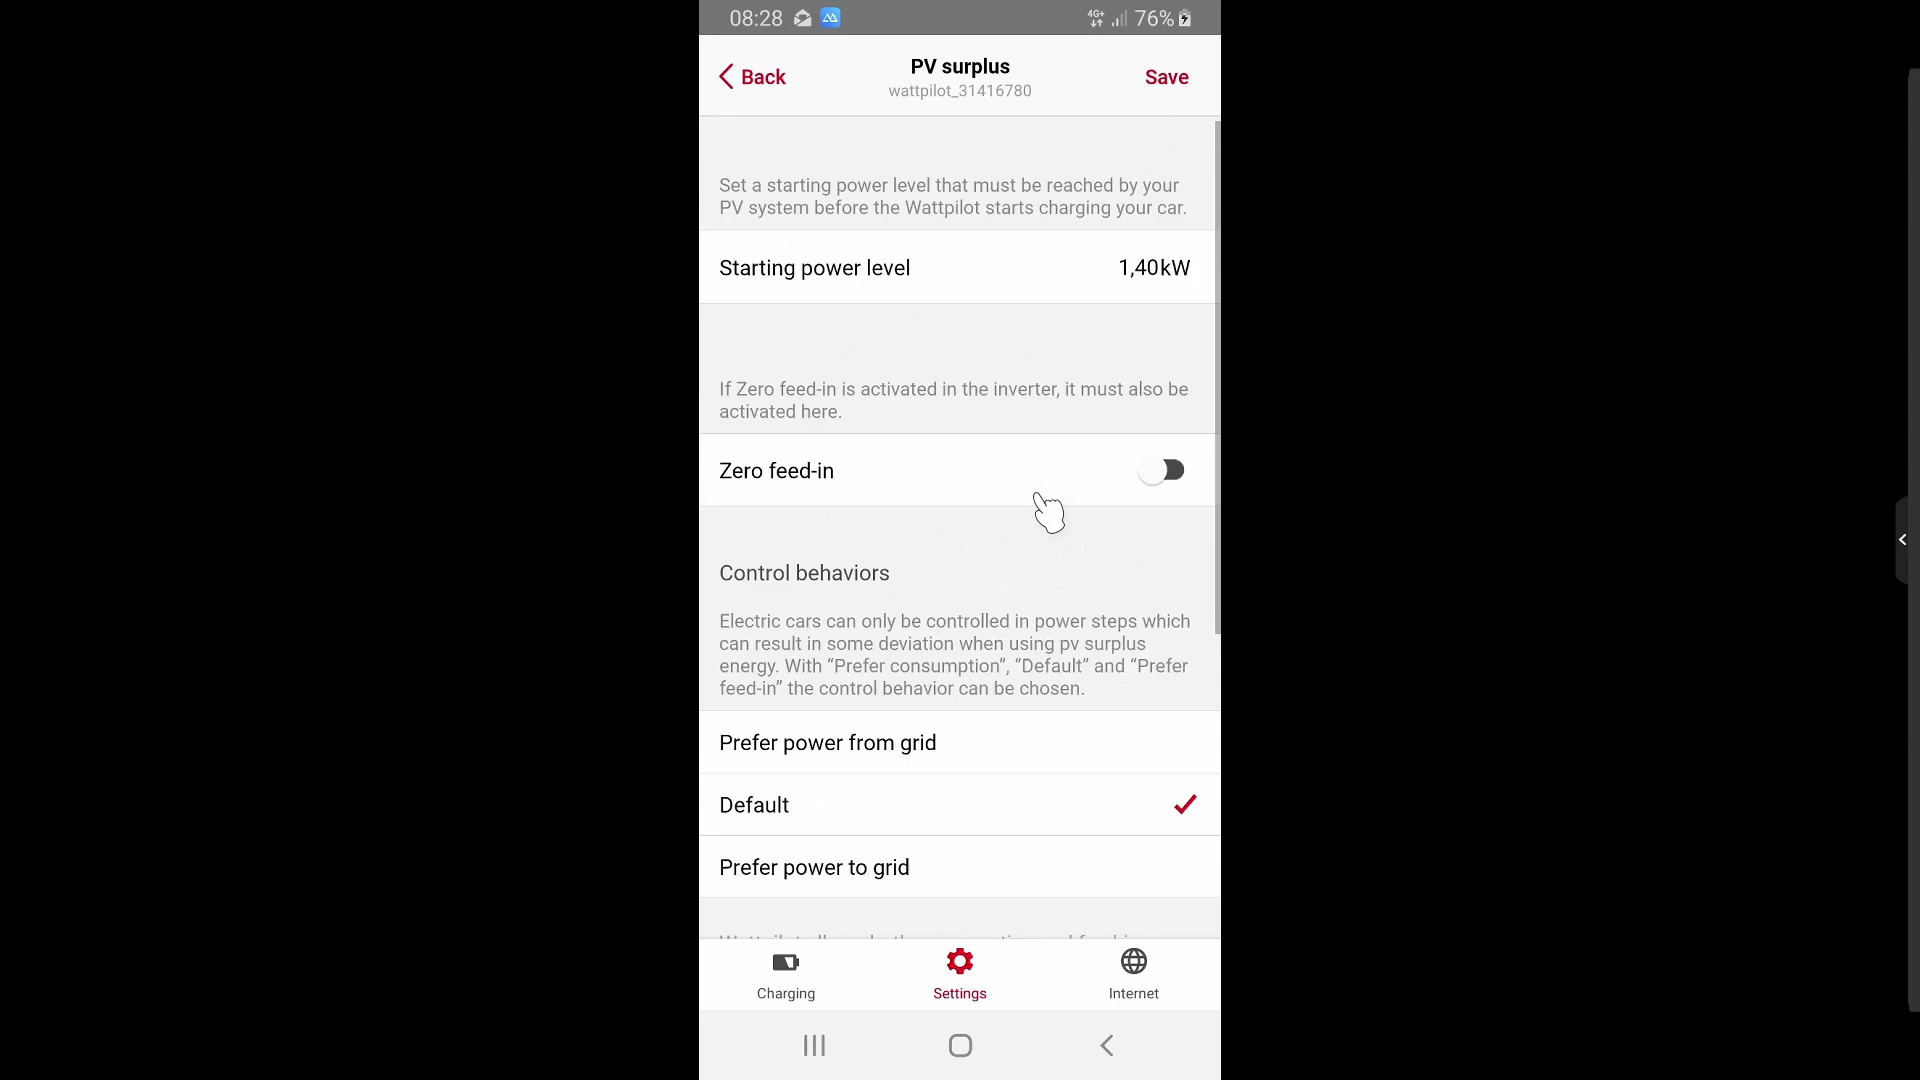 08:28
4G+ 76%
Back
PV surplus
Save
wattpilot_31416780
Set a starting power level that must be reached by your
PV system before the Wattpilot starts charging your car.
Starting power level 1,40kW
If Zero feed-in is activated in the inverter, it must also be
activated here.
Zero feed-in
Control behaviors
Electric cars can only be controlled in power steps which
can result in some deviation when using pv surplus
energy. With “Prefer consumption”, “Default” and “Prefer
feed-in” the control behavior can be chosen.
Prefer power from grid
Default
Prefer power to grid
Charging
Settings
Internet